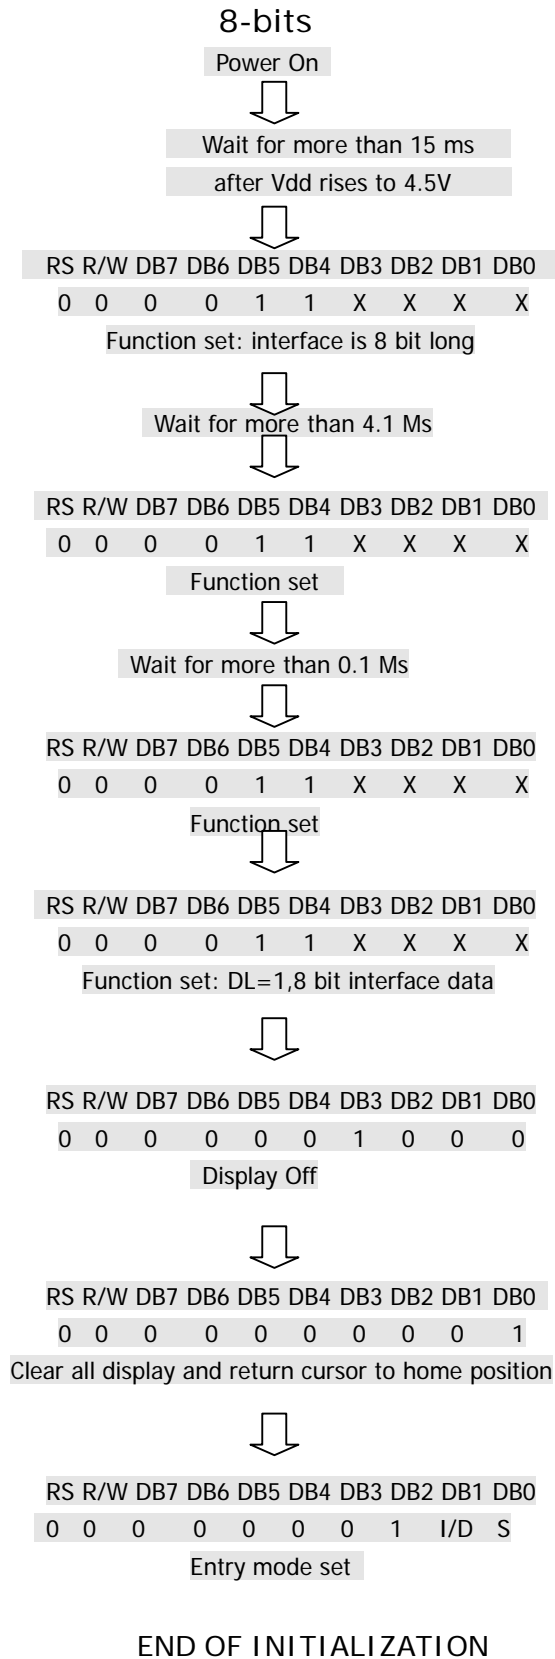 8-bits
Power On
Wait for more than 15 ms
after Vdd rises to 4.5V
RS R/W DB7 DB6 DB5 DB4 DB3 DB2 DB1 DB0
0 0 0 0 1 1 X X X X
Function set: interface is 8 bit long
Wait for more than 4.1 Ms
RS R/W DB7 DB6 DB5 DB4 DB3 DB2 DB1 DB0
0 0 0 0 1 1 X X X X
Function set
Wait for more than 0.1 Ms
RS R/W DB7 DB6 DB5 DB4 DB3 DB2 DB1 DB0
0 0 0 0 1 1 X X X X
Function set
RS R/W DB7 DB6 DB5 DB4 DB3 DB2 DB1 DB0
0 0 0 0 1 1 X X X X
Function set: DL=1,8 bit interface data
RS R/W DB7 DB6 DB5 DB4 DB3 DB2 DB1 DB0
0 0 0 0 0 0 1 0 0 0
Display Off
RS R/W DB7 DB6 DB5 DB4 DB3 DB2 DB1 DB0
0 0 0 0 0 0 0 0 0 1
Clear all display and return cursor to home position
RS R/W DB7 DB6 DB5 DB4 DB3 DB2 DB1 DB0
0 0 0 0 0 0 0 1 I/D S
Entry mode set
END OF INITIALIZATION